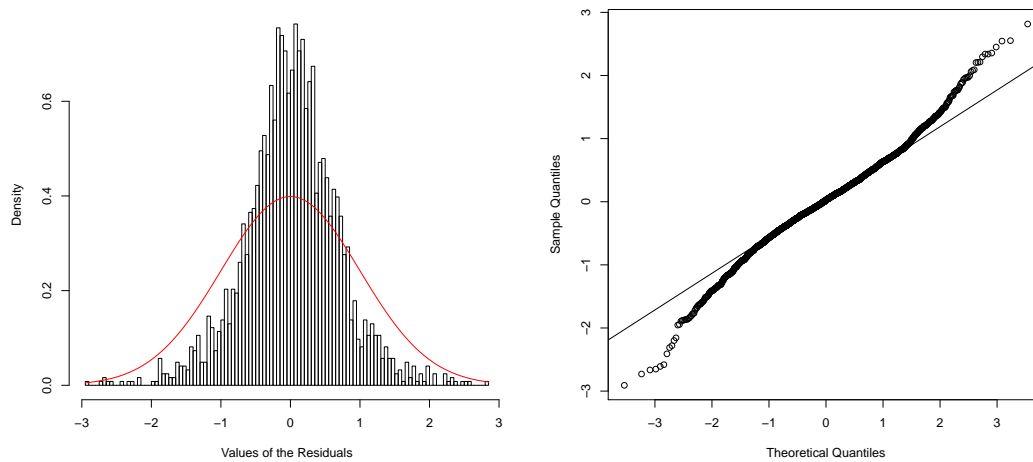 0.6
0.4
0.2
0.0
Density
−3 −2 −1 0 1 2 3
Values of the Residuals
3
2
1
0
−1
−2
−3
Sample Quantiles
−3 −2 −1 0 1 2 3
Theoretical Quantiles